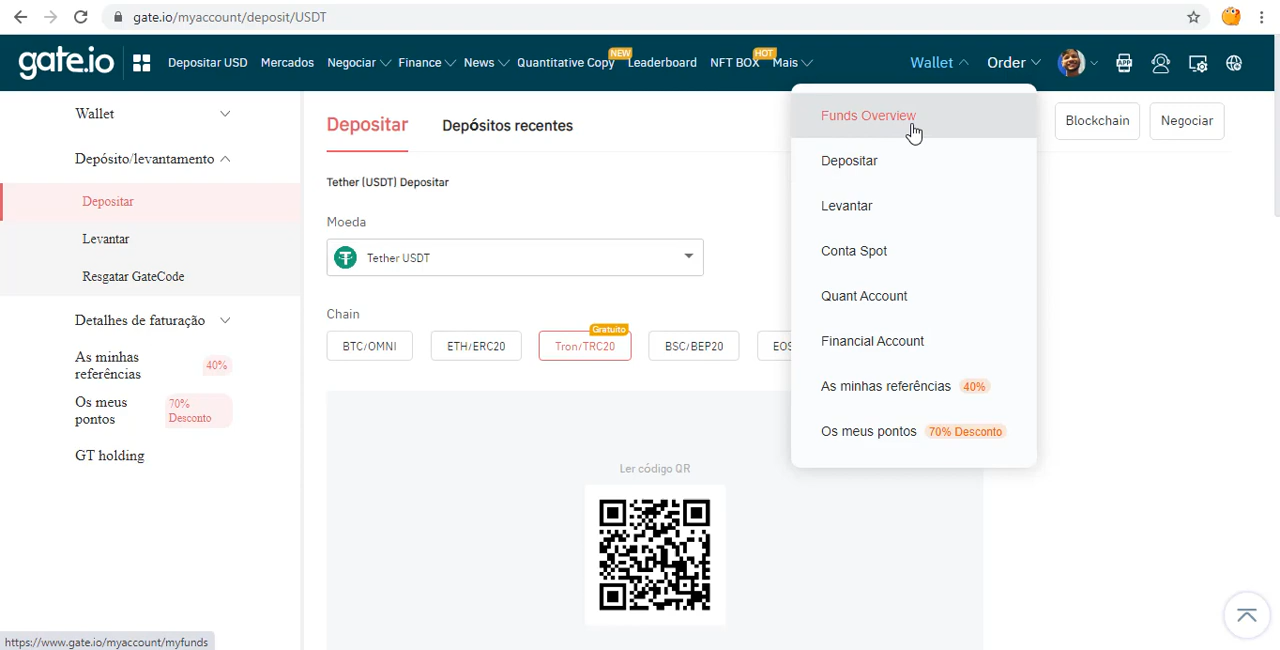 gate.io/myaccount/deposit/USDT
gate.io Depositar USD Mercados Negociar Finance News Quantitative Copy NEW Leaderboard NFT BOX HOT Mais Wallet Order APP
Wallet
Depósito/levantamento
Depositar
Levantar
Resgatar GateCode
Detalhes de faturação
As minhas
referências
40%
Os meus
pontos
70%
Desconto
GT holding
Depositar Depósitos recentes
Tether (USDT) Depositar
Moeda
Tether USDT
Chain
Gratuito
BTC/OMNI ETH/ERC20 Tron/TRC20 BSC/BEP20 EOS
Ler código QR
Funds Overview
Depositar
Levantar
Conta Spot
Quant Account
Financial Account
As minhas referências 40%
Os meus pontos 70% Desconto
Blockchain Negociar
https://www.gate.io/myaccount/myfunds